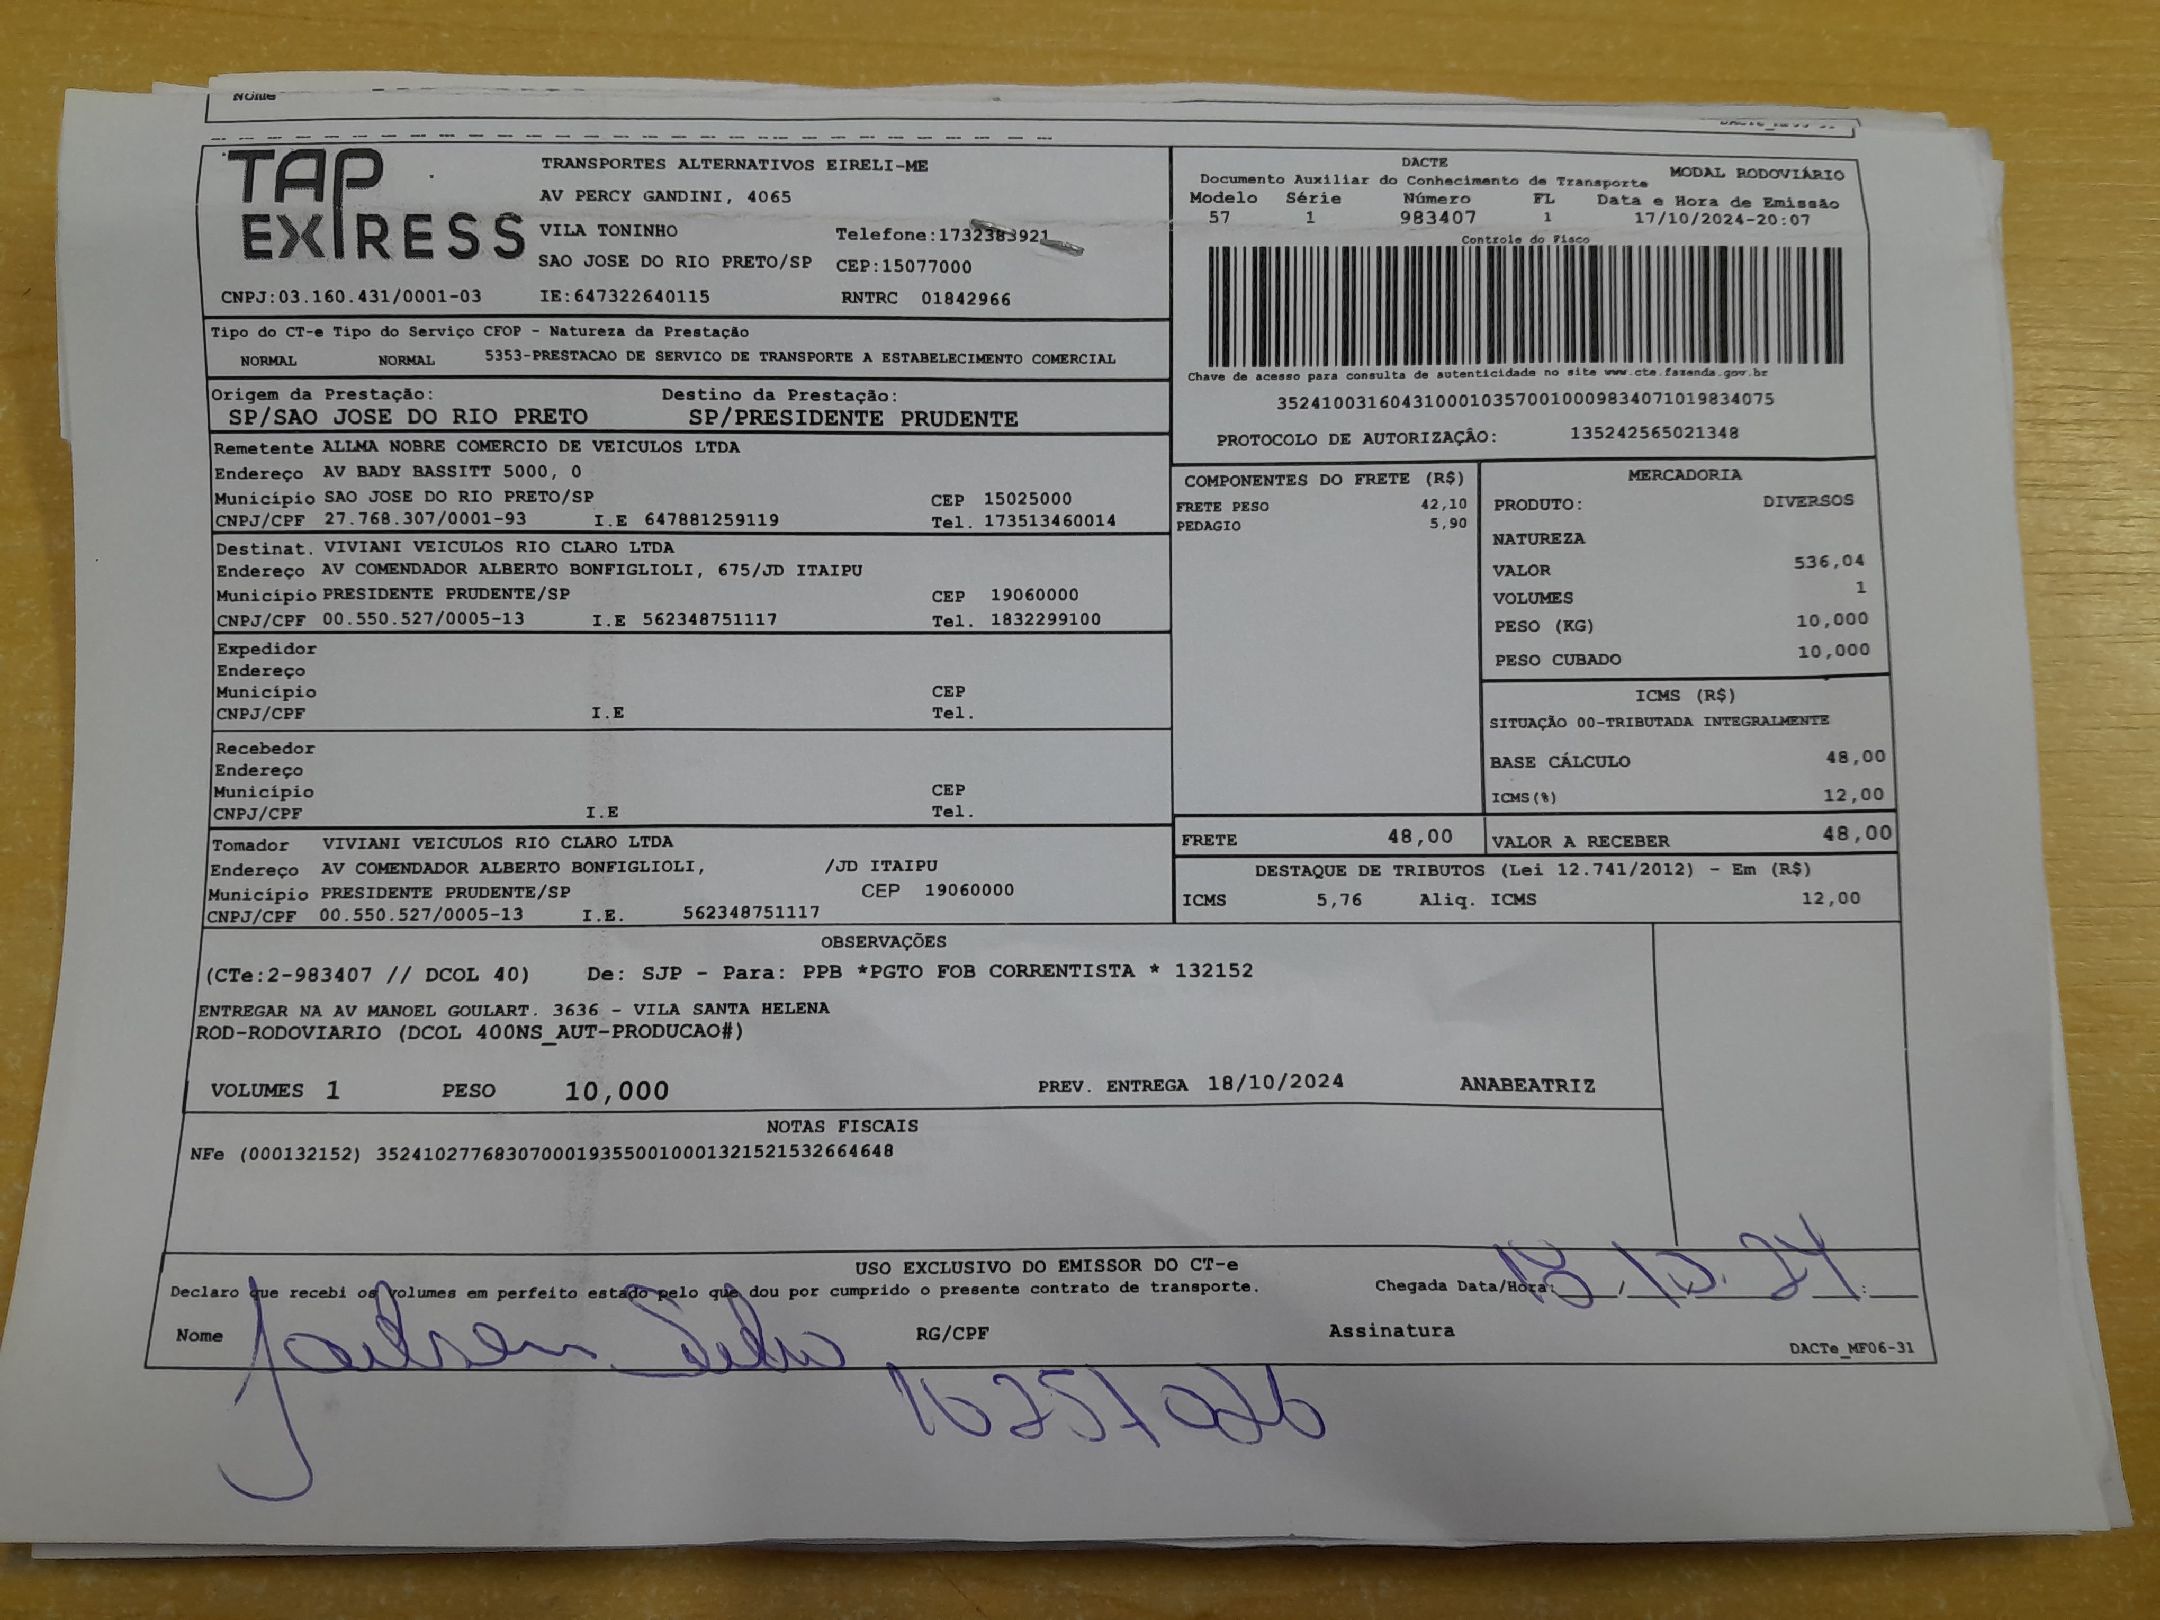 Nome
TAP EXPRESS
TRANSPORTES ALTERNATIVOS EIRELI-ME
AV PERCY GANDINI, 4065
VILA TONINHO Telefone:1732383921
SAO JOSE DO RIO PRETO/SP CEP:15077000
CNPJ:03.160.431/0001-03 IE:647322640115 RNTRC 01842966
DACTE
Documento Auxiliar do Conhecimento de Transporte MODAL RODOVIÁRIO
Modelo Série Número FL Data e Hora de Emissão
57 1 983407 1 17/10/2024-20:07
Controle do Fisco
Chave de acesso para consulta de autenticidade no site www.cte.fazenda.gov.br
35241003160431000103570010009834071019834075
PROTOCOLO DE AUTORIZAÇÂO: 135242565021348
Tipo do CT-e Tipo do Serviço CFOP - Natureza da Prestação
NORMAL NORMAL 5353-PRESTACAO DE SERVICO DE TRANSPORTE A ESTABELECIMENTO COMERCIAL
Origem da Prestação: Destino da Prestação:
SP/SAO JOSE DO RIO PRETO SP/PRESIDENTE PRUDENTE
Remetente ALLMA NOBRE COMERCIO DE VEICULOS LTDA
Endereço AV BADY BASSITT 5000, 0
Município SAO JOSE DO RIO PRETO/SP CEP 15025000
CNPJ/CPF 27.768.307/0001-93 I.E 647881259119 Tel. 173513460014
Destinat. VIVIANI VEICULOS RIO CLARO LTDA
Endereço AV COMENDADOR ALBERTO BONFIGLIOLI, 675/JD ITAIPU
Município PRESIDENTE PRUDENTE/SP CEP 19060000
CNPJ/CPF 00.550.527/0005-13 I.E 562348751117 Tel. 1832299100
Expedidor
Endereço
Município CEP
CNPJ/CPF I.E Tel.
Recebedor
Endereço
Município CEP
CNPJ/CPF I.E Tel.
Tomador VIVIANI VEICULOS RIO CLARO LTDA
Endereço AV COMENDADOR ALBERTO BONFIGLIOLI, /JD ITAIPU
Município PRESIDENTE PRUDENTE/SP CEP 19060000
CNPJ/CPF 00.550.527/0005-13 I.E. 562348751117
COMPONENTES DO FRETE (R$)
FRETE PESO 42,10
PEDAGIO 5,90
MERCADORIA
PRODUTO: DIVERSOS
NATUREZA
VALOR 536,04
VOLUMES 1
PESO (KG) 10,000
PESO CUBADO 10,000
ICMS (R$)
SITUAÇÃO 00-TRIBUTADA INTEGRALMENTE
BASE CÁLCULO 48,00
ICMS(%) 12,00
FRETE 48,00 VALOR A RECEBER 48,00
DESTAQUE DE TRIBUTOS (Lei 12.741/2012) - Em (R$)
ICMS 5,76 Aliq. ICMS 12,00
OBSERVAÇÕES
(CTe:2-983407 // DCOL 40) De: SJP - Para: PPB *PGTO FOB CORRENTISTA * 132152
ENTREGAR NA AV MANOEL GOULART. 3636 - VILA SANTA HELENA
ROD-RODOVIARIO (DCOL 400NS_AUT-PRODUCAO#)
VOLUMES 1 PESO 10,000 PREV. ENTREGA 18/10/2024 ANABEATRIZ
NOTAS FISCAIS
NFe (000132152) 35241027768307000193550010001321521532664648
USO EXCLUSIVO DO EMISSOR DO CT-e
Declaro que recebi os volumes em perfeito estado pelo que dou por cumprido o presente contrato de transporte. Chegada Data/Hora: 18.10.24
Nome RG/CPF Assinatura
DACTe_MF06-31